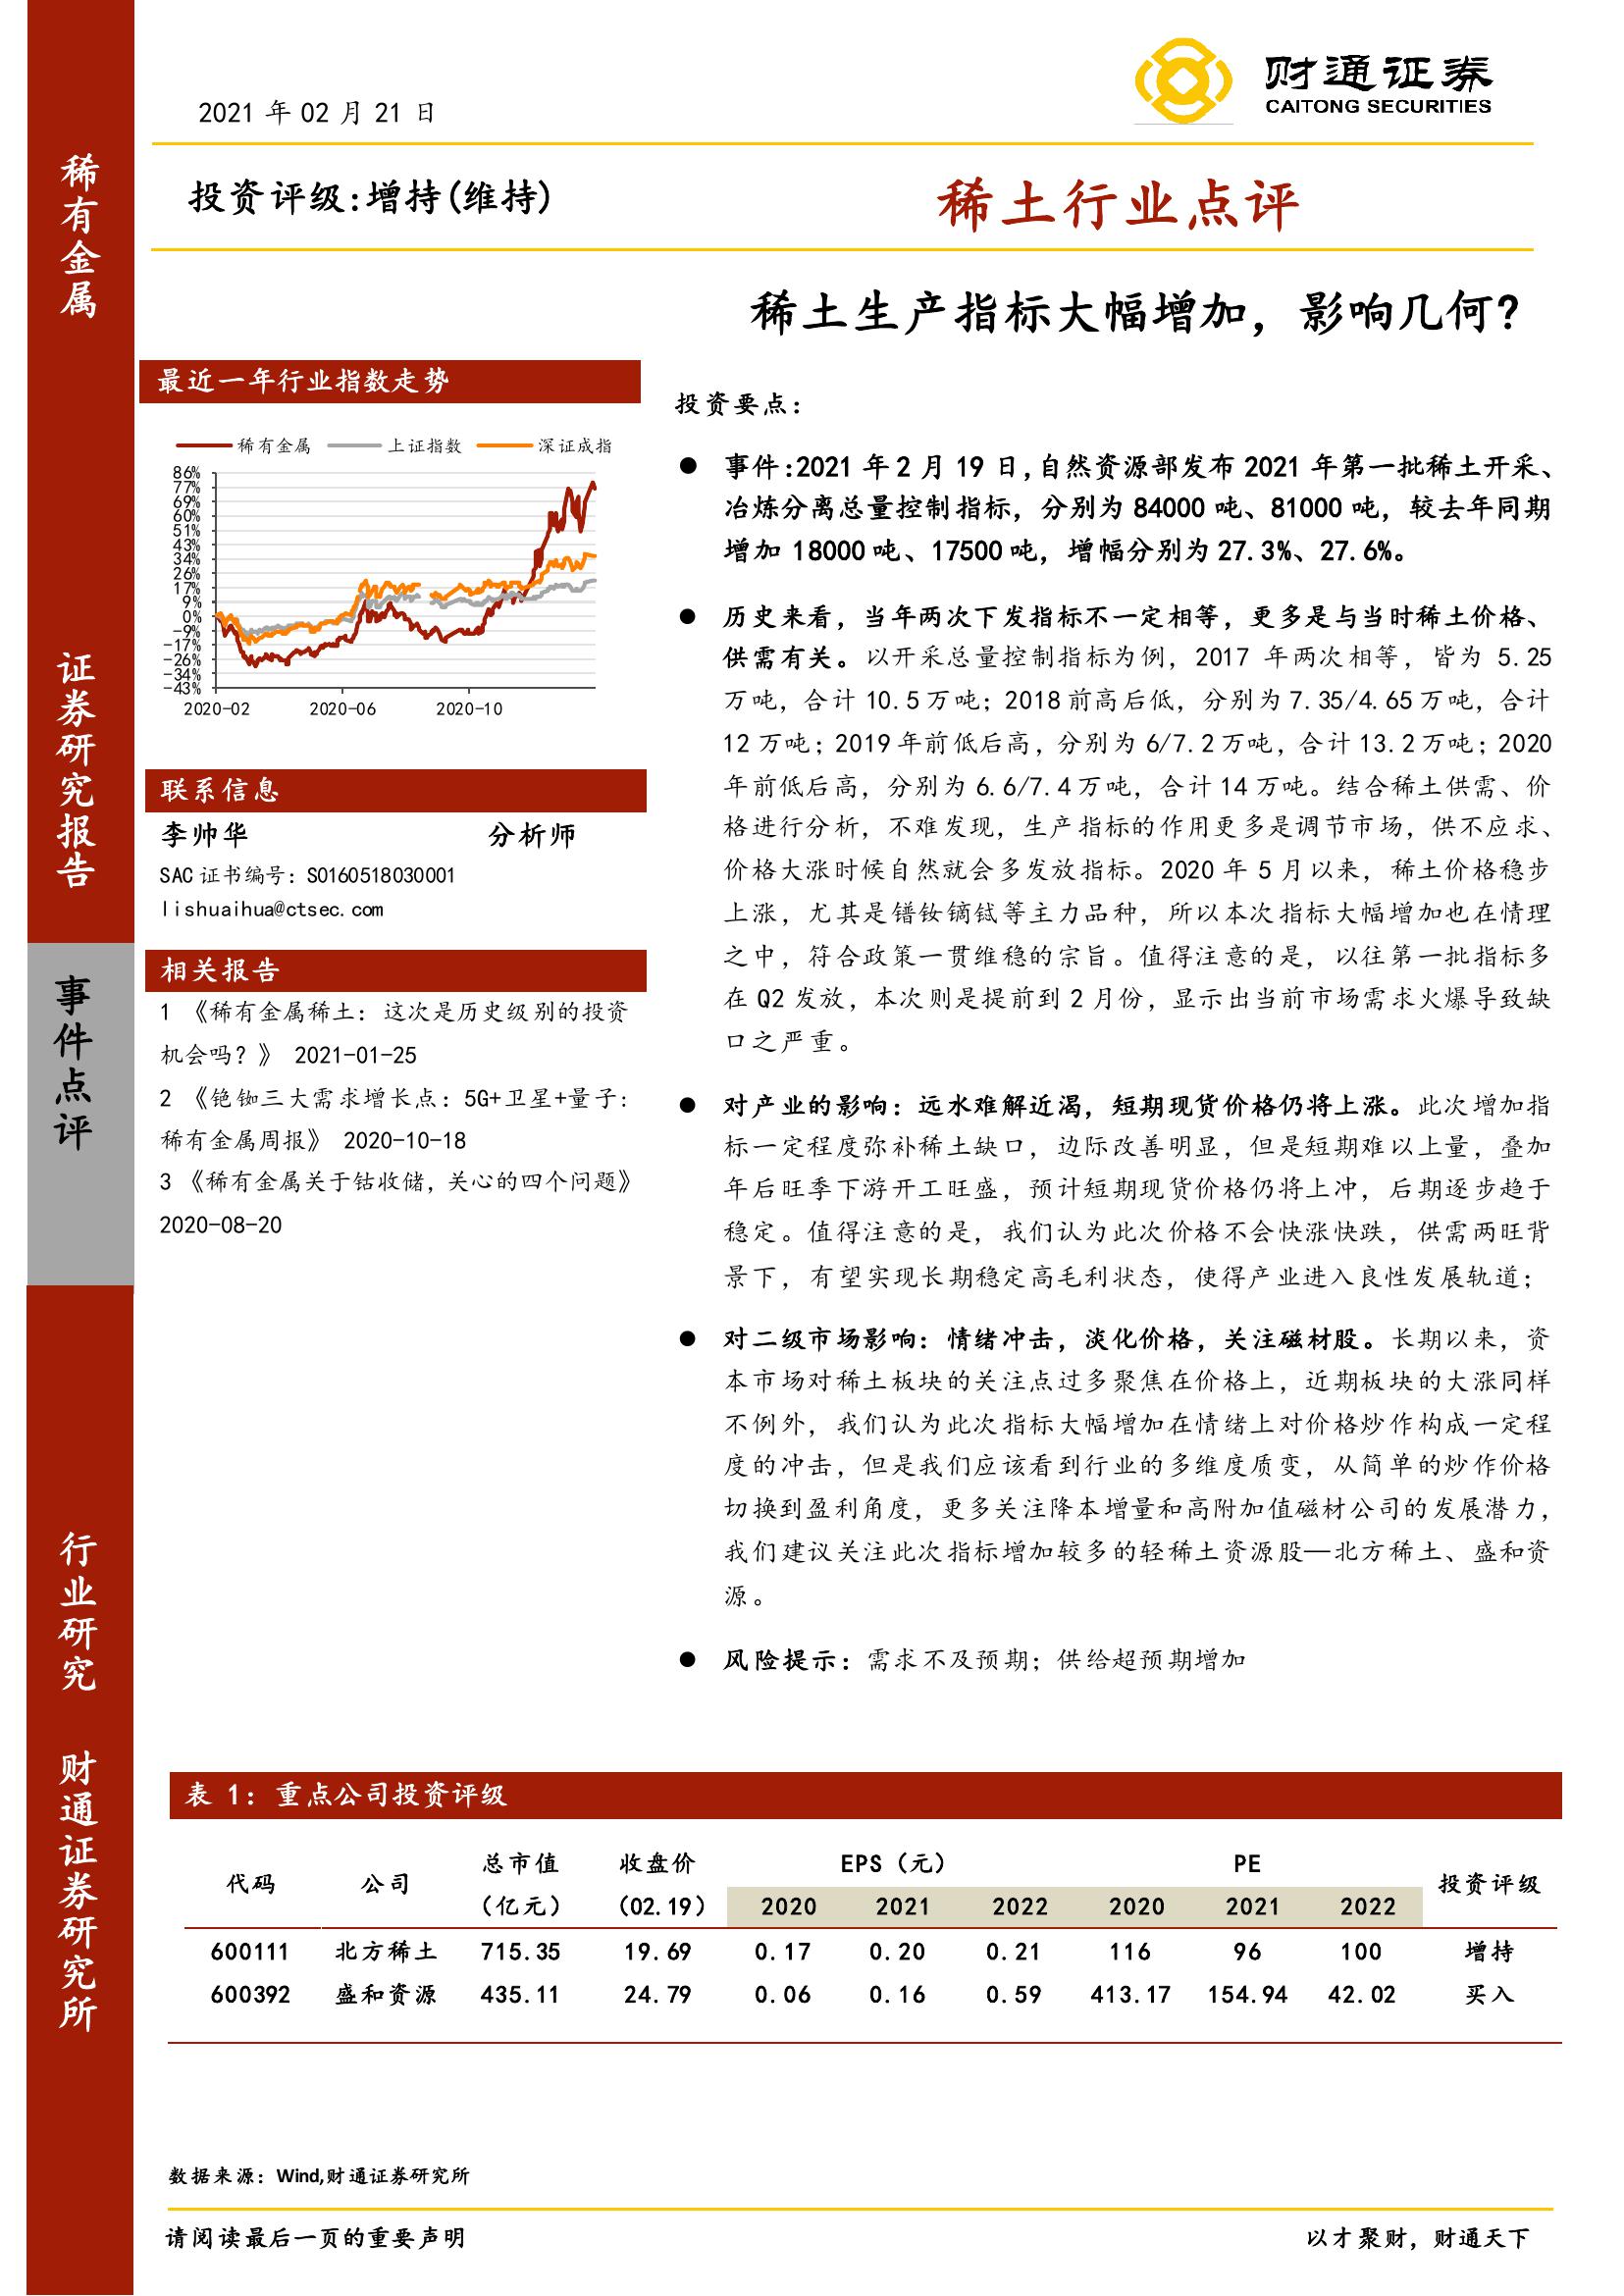 2021 年 02 月 21 日
财通证券
CAITONG SECURITIES
投资评级:增持(维持)
稀土行业点评
稀有金属
证券研究报告
事件点评
行业研究
财通证券研究所
稀土生产指标大幅增加，影响几何?
最近一年行业指数走势
稀有金属 上证指数 深证成指
86%
77%
69%
60%
51%
43%
34%
26%
17%
9%
0%
-9%
-17%
-26%
-34%
-43%
2020-02 2020-06 2020-10
联系信息
李帅华 分析师
SAC 证书编号：S0160518030001
lishuaihua@ctsec.com
相关报告
1 《稀有金属稀土：这次是历史级别的投资
机会吗？》 2021-01-25
2 《铯铷三大需求增长点：5G+卫星+量子：
稀有金属周报》 2020-10-18
3 《稀有金属关于钴收储,关心的四个问题》
2020-08-20
投资要点：
● 事件:2021 年 2 月 19 日,自然资源部发布 2021 年第一批稀土开采、
冶炼分离总量控制指标，分别为 84000 吨、81000 吨，较去年同期
增加 18000 吨、17500 吨，增幅分别为 27.3%、27.6%。
● 历史来看，当年两次下发指标不一定相等，更多是与当时稀土价格、
供需有关。以开采总量控制指标为例，2017 年两次相等，皆为 5.25
万吨，合计 10.5 万吨；2018 前高后低，分别为 7.35/4.65 万吨，合计
12 万吨；2019 年前低后高，分别为 6/7.2 万吨，合计 13.2 万吨；2020
年前低后高，分别为 6.6/7.4 万吨，合计 14 万吨。结合稀土供需、价
格进行分析，不难发现，生产指标的作用更多是调节市场，供不应求、
价格大涨时候自然就会多发放指标。2020 年 5 月以来，稀土价格稳步
上涨，尤其是镨钕镝铽等主力品种，所以本次指标大幅增加也在情理
之中，符合政策一贯维稳的宗旨。值得注意的是，以往第一批指标多
在 Q2 发放，本次则是提前到 2 月份，显示出当前市场需求火爆导致缺
口之严重。
● 对产业的影响：远水难解近渴，短期现货价格仍将上涨。此次增加指
标一定程度弥补稀土缺口，边际改善明显，但是短期难以上量，叠加
年后旺季下游开工旺盛，预计短期现货价格仍将上冲，后期逐步趋于
稳定。值得注意的是，我们认为此次价格不会快涨快跌，供需两旺背
景下，有望实现长期稳定高毛利状态，使得产业进入良性发展轨道；
● 对二级市场影响：情绪冲击，淡化价格，关注磁材股。长期以来，资
本市场对稀土板块的关注点过多聚焦在价格上，近期板块的大涨同样
不例外，我们认为此次指标大幅增加在情绪上对价格炒作构成一定程
度的冲击，但是我们应该看到行业的多维度质变，从简单的炒作价格
切换到盈利角度，更多关注降本增量和高附加值磁材公司的发展潜力，
我们建议关注此次指标增加较多的轻稀土资源股—北方稀土、盛和资
源。
● 风险提示：需求不及预期；供给超预期增加
表 1：重点公司投资评级
代码 公司 总市值 收盘价 EPS（元） PE 投资评级
（亿元） （02.19） 2020 2021 2022 2020 2021 2022
600111 北方稀土 715.35 19.69 0.17 0.20 0.21 116 96 100 增持
600392 盛和资源 435.11 24.79 0.06 0.16 0.59 413.17 154.94 42.02 买入
数据来源：Wind,财通证券研究所
请阅读最后一页的重要声明
以才聚财，财通天下